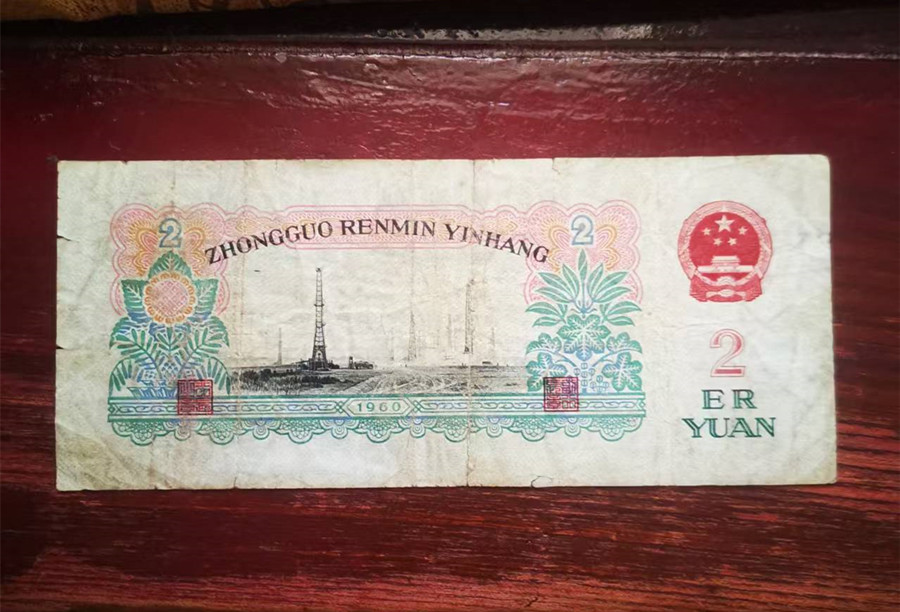 2
2
ZHONGGUO RENMIN YINHANG
1960
2
ER
YUAN